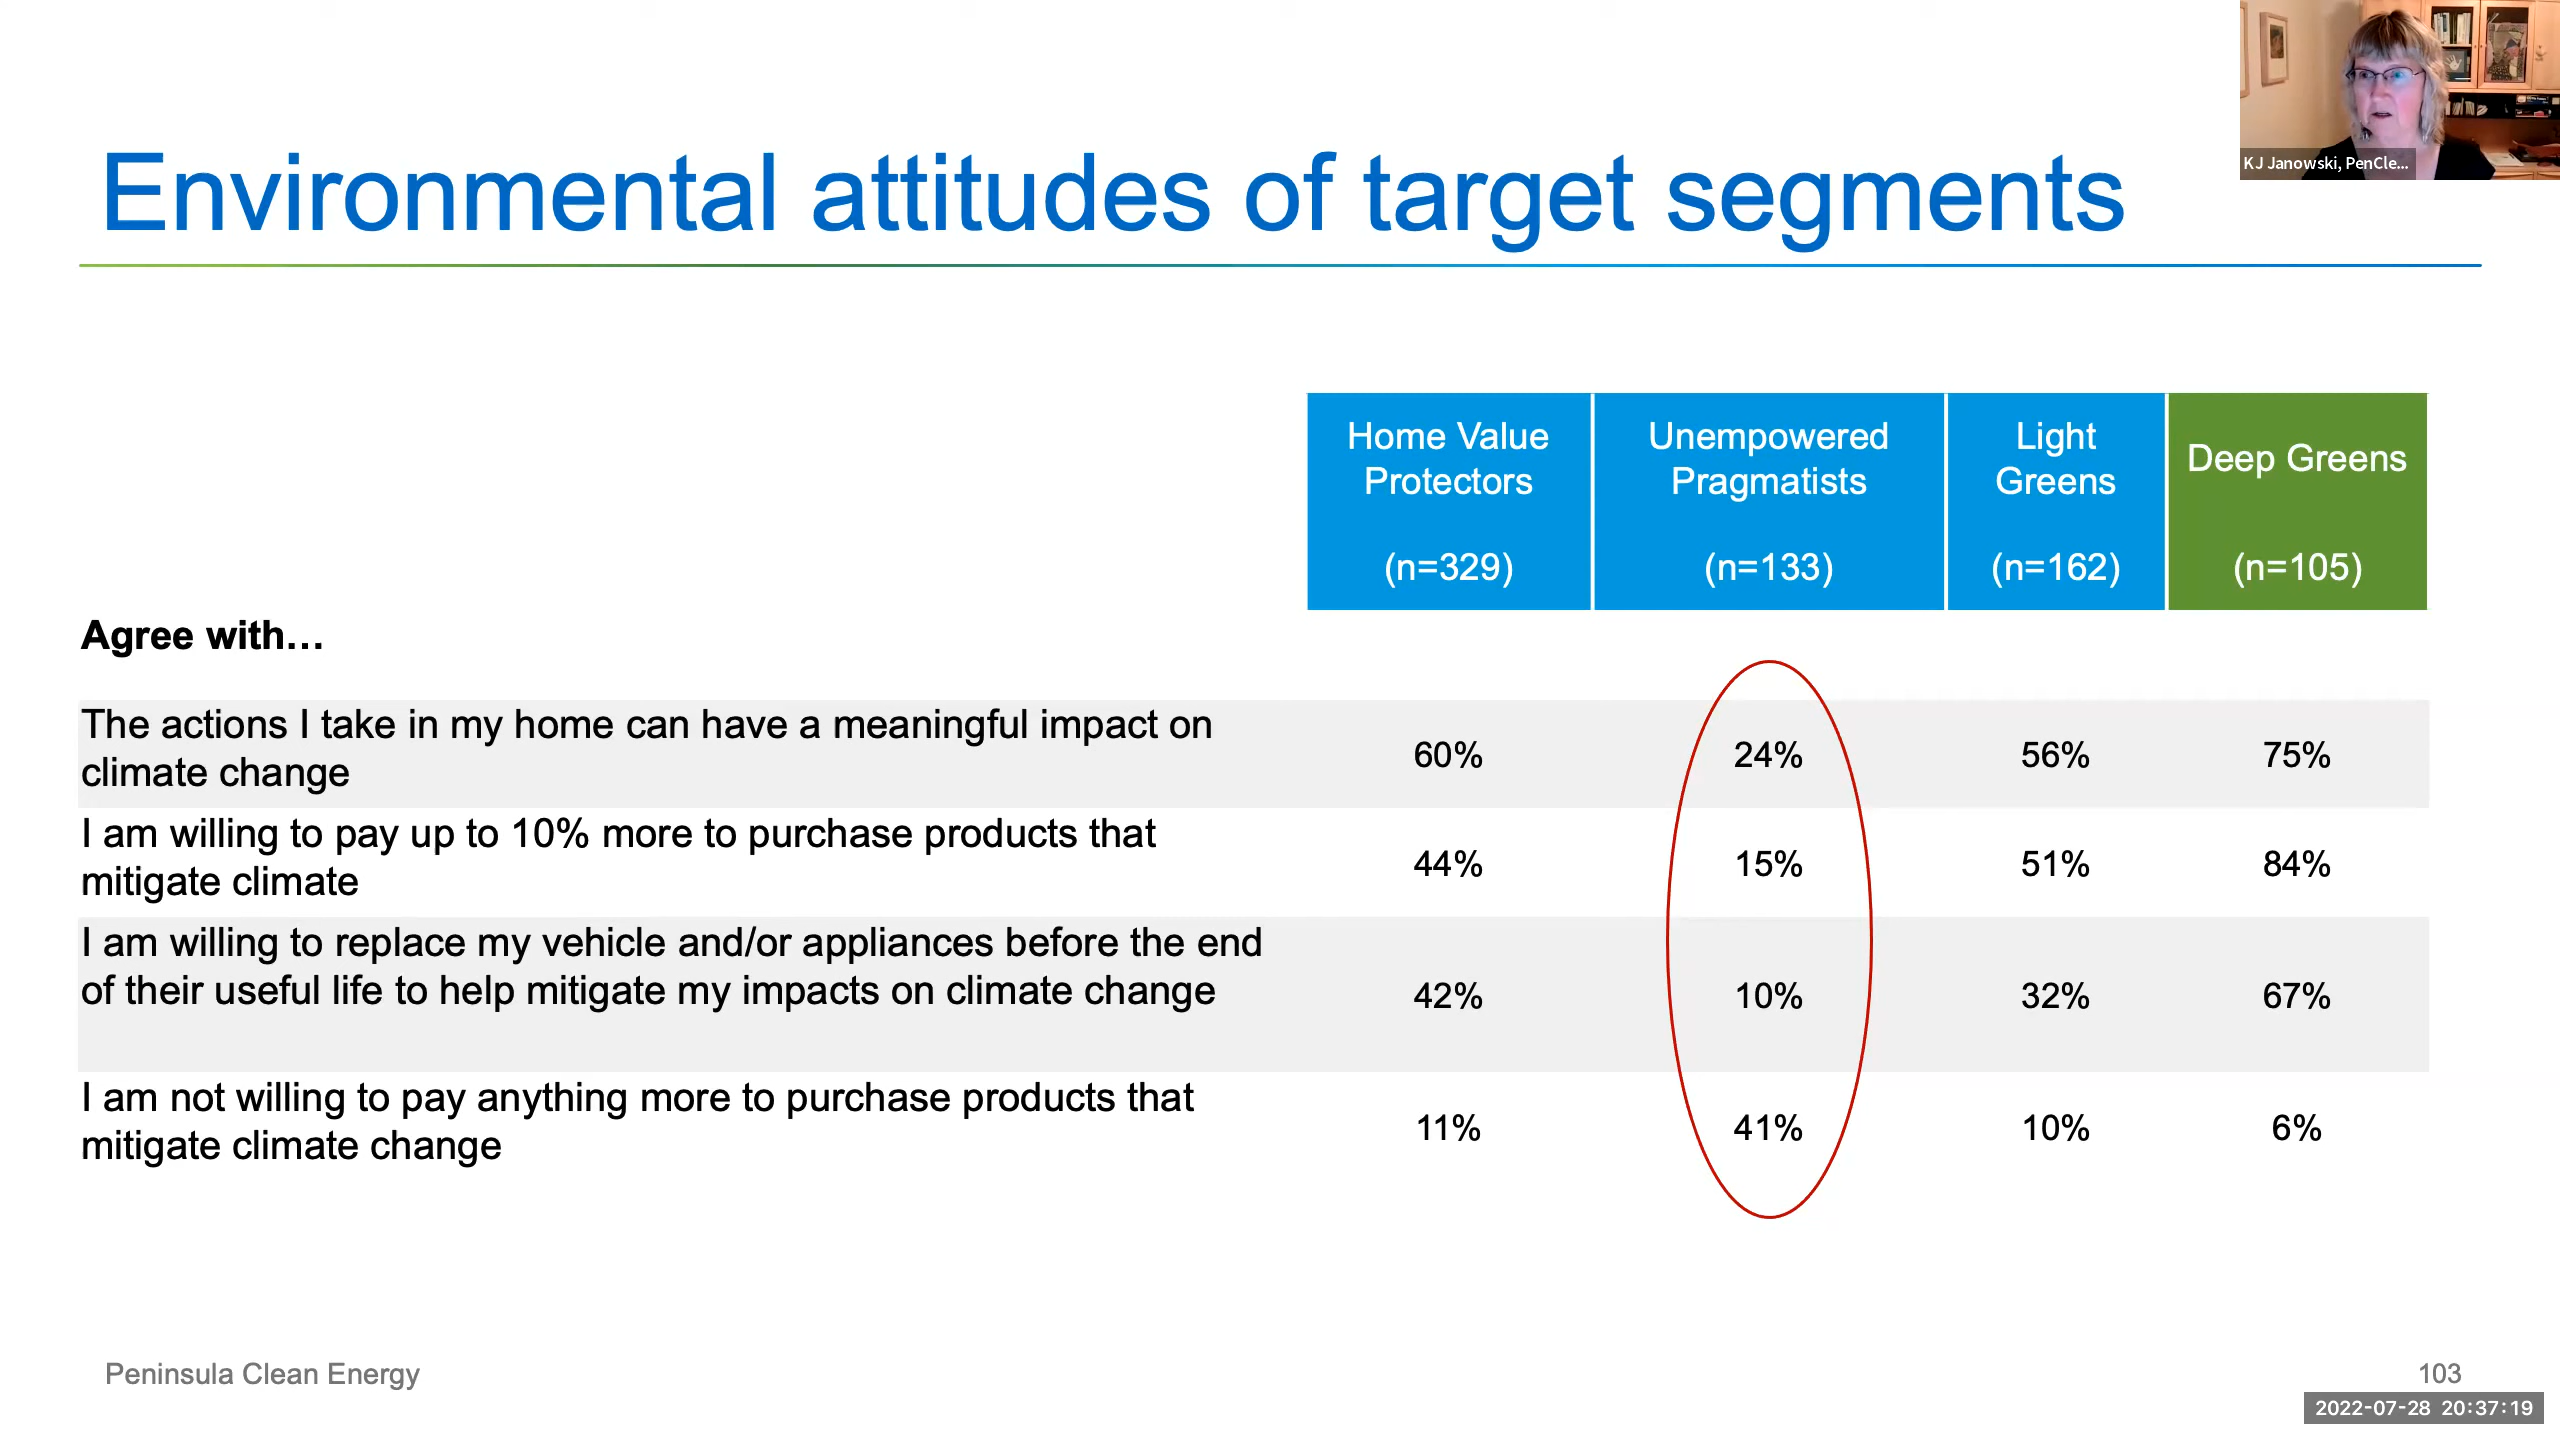 KJ Janowski, PenCle...
Environmental attitudes of target segments
Home Value
Protectors
(n=329)
Unempowered
Pragmatists
(n=133)
Light
Greens
(n=162)
Deep Greens
(n=105)
Agree with...
The actions I take in my home can have a meaningful impact on
climate change
60% 24% 56% 75%
I am willing to pay up to 10% more to purchase products that
mitigate climate
44% 15% 51% 84%
I am willing to replace my vehicle and/or appliances before the end
of their useful life to help mitigate my impacts on climate change
42% 10% 32% 67%
I am not willing to pay anything more to purchase products that
mitigate climate change
11% 41% 10% 6%
Peninsula Clean Energy
103
2022-07-28 20:37:19